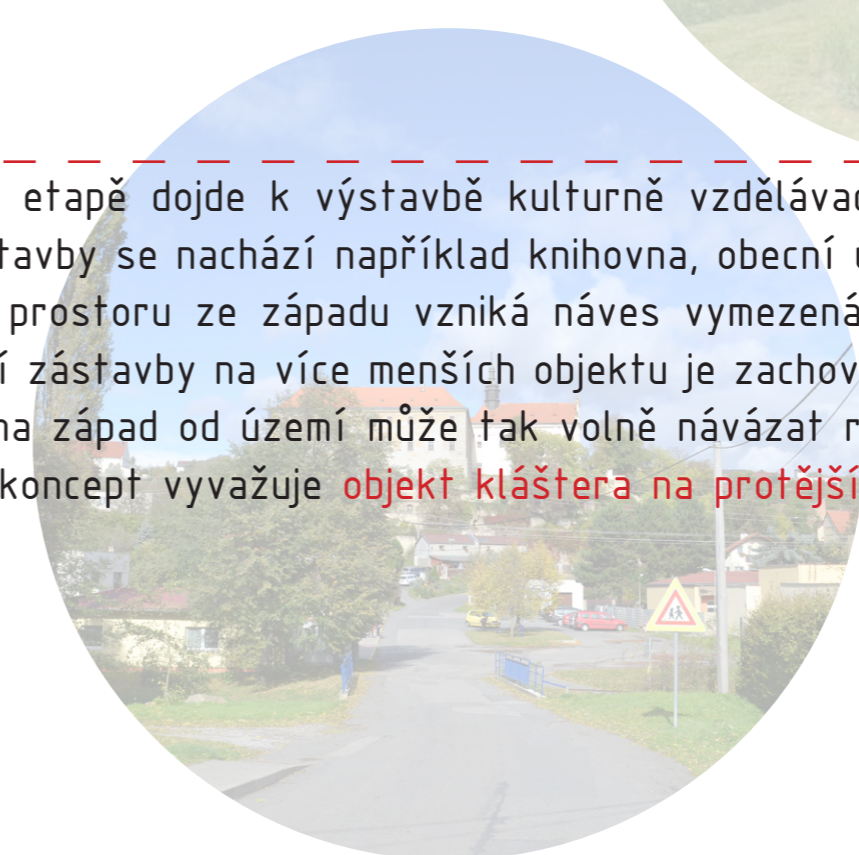 etapě dojde k výstavbě kulturně vzdělávac
tavby se nachází například knihovna, obecní
prostoru ze západu vzniká náves vymezená
í zástavby na více menších objektu je zachov
na západ od území může tak volně návázat
koncept vyvažuje objekt kláštera na protější